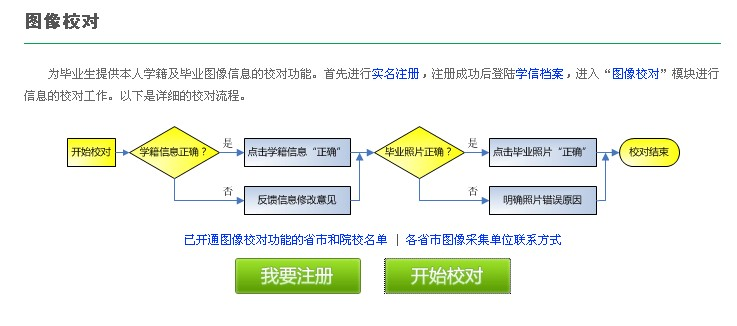 图像校对
为毕业生提供本人学籍及毕业图像信息的校对功能。首先进行实名注册，注册成功后登陆学信档案，进入“图像校对”模块进行
信息的校对工作。以下是详细的校对流程。
开始校对
学籍信息正确？
是
点击学籍信息“正确”
毕业照片正确？
是
点击毕业照片“正确”
校对结束
否
反馈信息修改意见
否
明确照片错误原因
已开通图像校对功能的省市和院校名单 | 各省市图像采集单位联系方式
我要注册
开始校对